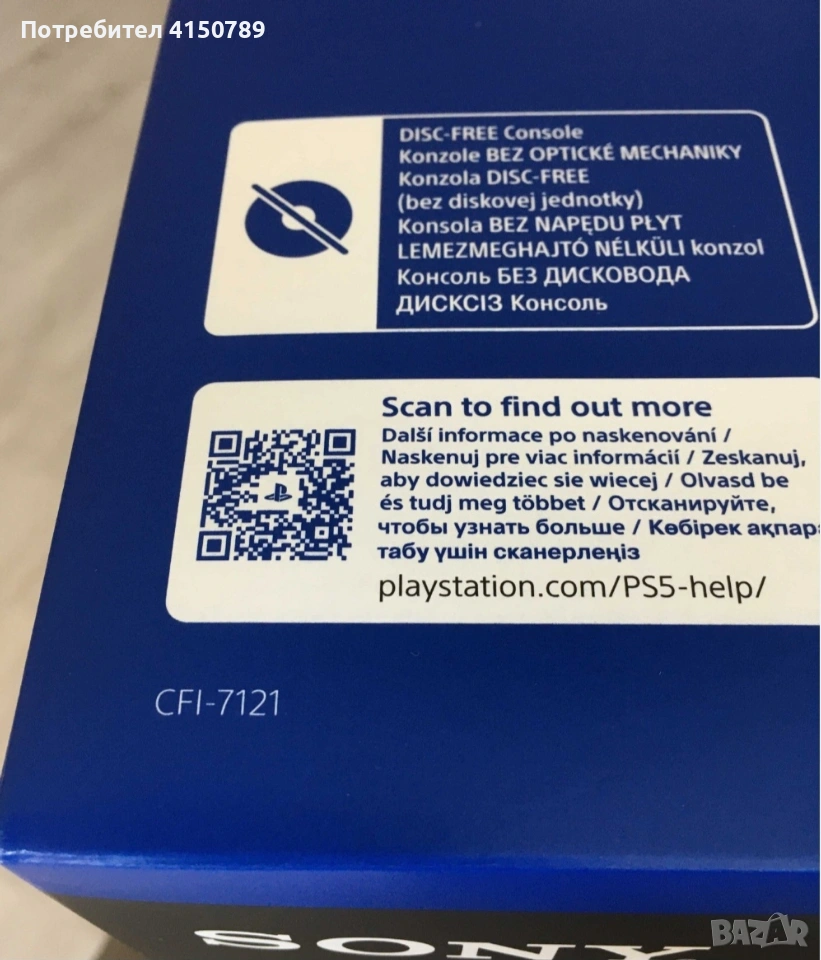 Потребител 4150789
DISC-FREE Console
Konzole BEZ OPTICKÉ MECHANIKY
Konzola DISC-FREE
(bez diskovej jednotky)
Konsola BEZ NAPĘDU PŁYT
LEMEZMEGHAJTÓ NÉLKÜLI konzol
Консоль БЕЗ ДИСКОВОДА
ДИСКСІЗ Консоль
Scan to find out more
Další informace po naskenování /
Naskenuj pre viac informácií / Zeskanuj,
aby dowiedziec sie wiecej / Olvasd be
és tudj meg többet / Отсканируйте,
чтобы узнать больше / Көбірек ақпар
табу үшін сканерлеңіз
playstation.com/PS5-help/
CFI-7121
SONY
BAZAR